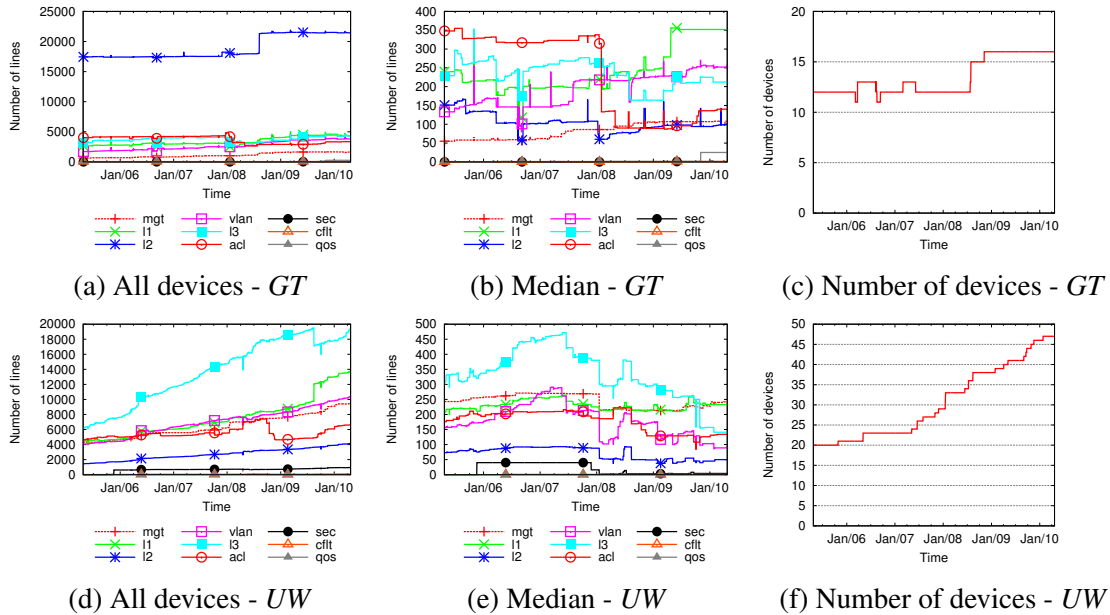 Number of lines
25000
20000
15000
10000
5000
0
Jan/06 Jan/07 Jan/08 Jan/09 Jan/10
Time
mgt vlan sec
l1 l3 cflt
l2 acl qos
(a) All devices - GT
Number of lines
400
350
300
250
200
150
100
50
0
Jan/06 Jan/07 Jan/08 Jan/09 Jan/10
Time
mgt vlan sec
l1 l3 cflt
l2 acl qos
(b) Median - GT
Number of devices
20
15
10
5
0
Jan/06 Jan/07 Jan/08 Jan/09 Jan/10
Time
(c) Number of devices - GT
Number of lines
20000
18000
16000
14000
12000
10000
8000
6000
4000
2000
0
Jan/06 Jan/07 Jan/08 Jan/09 Jan/10
Time
mgt vlan sec
l1 l3 cflt
l2 acl qos
(d) All devices - UW
Number of lines
500
450
400
350
300
250
200
150
100
50
0
Jan/06 Jan/07 Jan/08 Jan/09 Jan/10
Time
mgt vlan sec
l1 l3 cflt
l2 acl qos
(e) Median - UW
Number of devices
50
45
40
35
30
25
20
15
10
5
0
Jan/06 Jan/07 Jan/08 Jan/09 Jan/10
Time
(f) Number of devices - UW